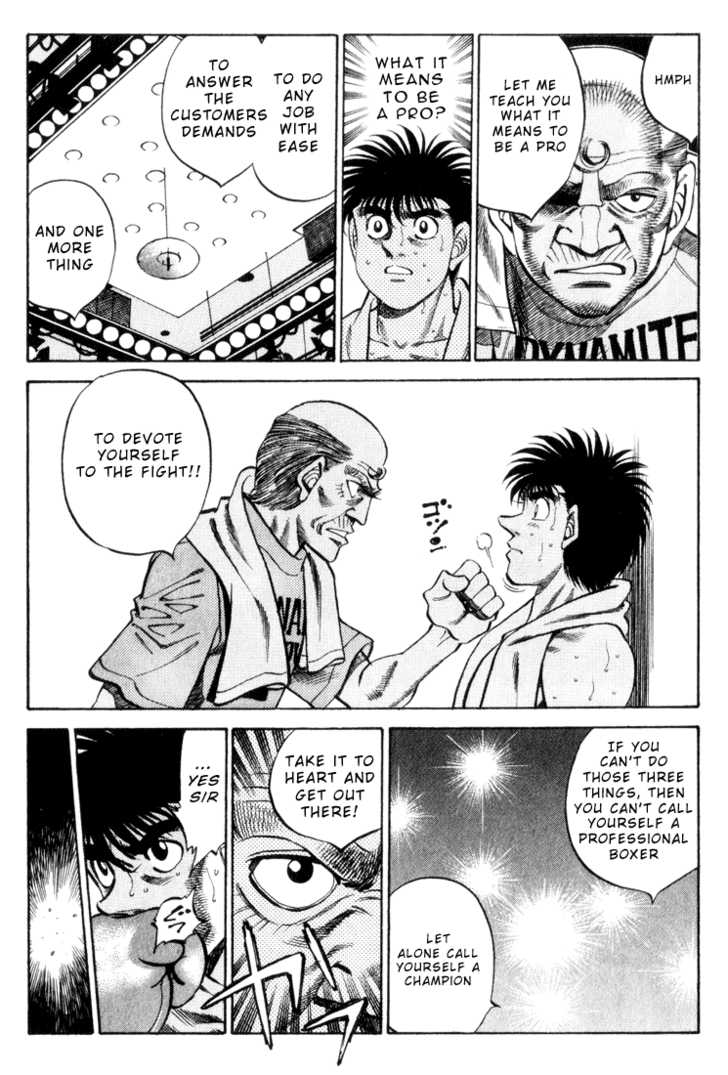 HMPH
LET ME
TEACH YOU
WHAT IT
MEANS TO
BE A PRO
DYNAMITE
WHAT IT
MEANS
TO BE
A PRO?
TO DO
ANY
JOB
WITH
EASE
TO
ANSWER
THE
CUSTOMERS
DEMANDS
AND ONE
MORE
THING
TO DEVOTE
YOURSELF
TO THE FIGHT!!
ゴツ!
IF YOU
CAN'T DO
THOSE THREE
THINGS, THEN
YOU CAN'T CALL
YOURSELF A
PROFESSIONAL
BOXER
LET
ALONE CALL
YOURSELF A
CHAMPION
TAKE IT TO
HEART AND
GET OUT
THERE!
...
YES
SIR